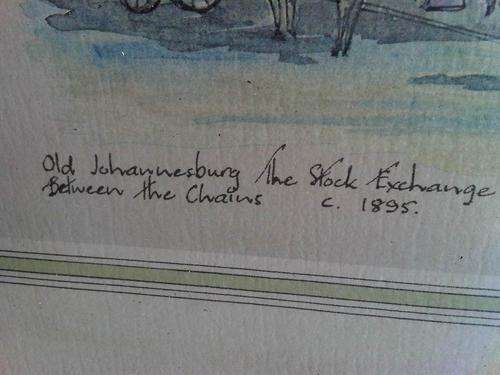 Old Johannesburg The Stock Exchange
Between the Chains c. 1895.